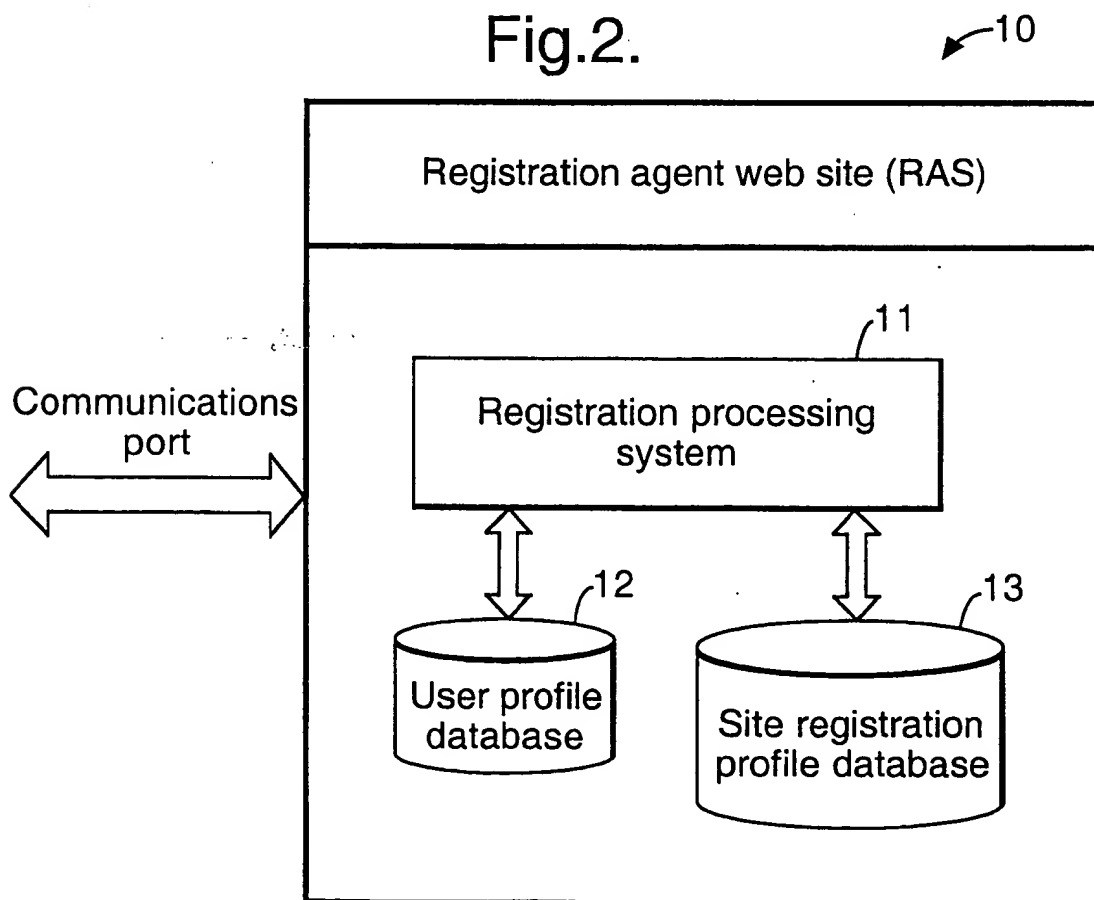 Fig.2.
10
Registration agent web site (RAS)
11
Registration processing
system
Communications
port
12
13
User profile
database
Site registration
profile database